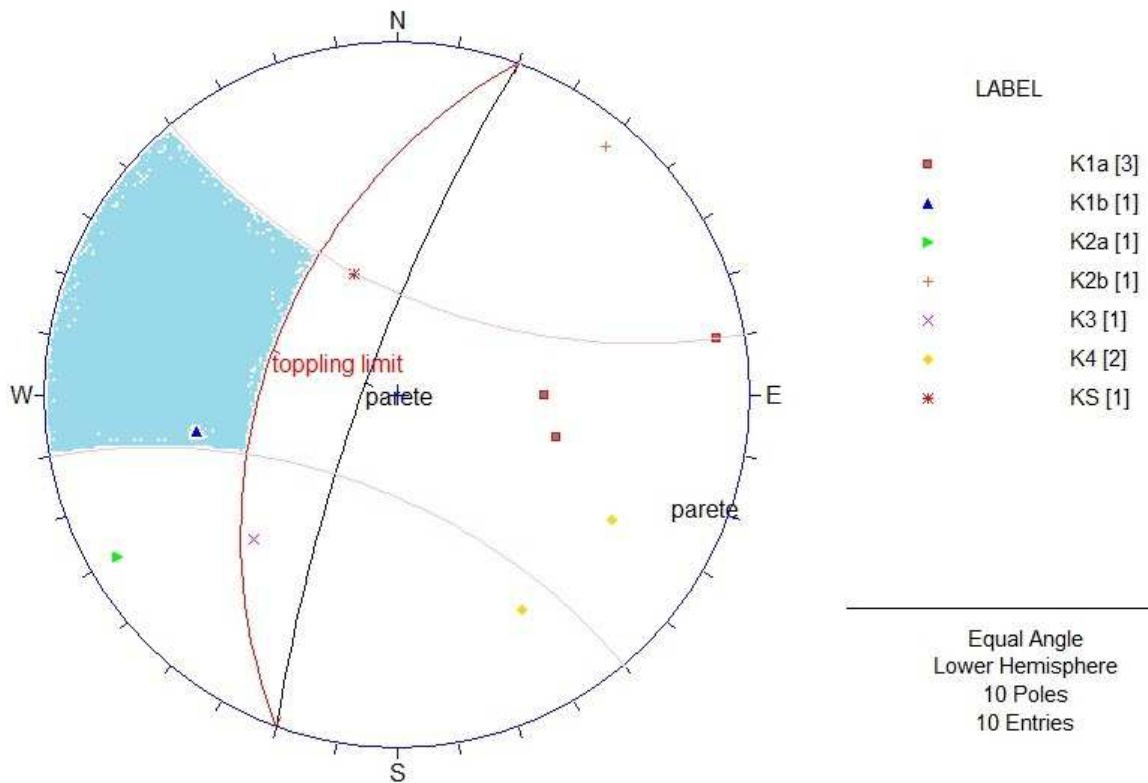 N
W
E
S
toppling limit
parete
parete
LABEL
K1a [3]
K1b [1]
K2a [1]
K2b [1]
K3 [1]
K4 [2]
KS [1]
Equal Angle
Lower Hemisphere
10 Poles
10 Entries